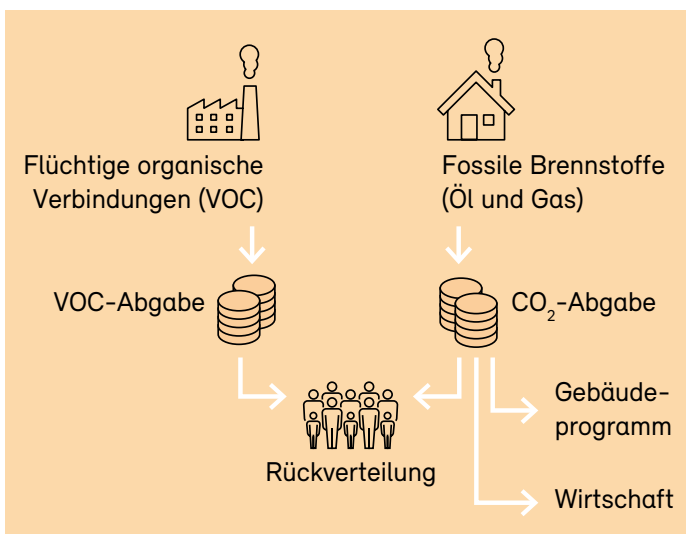 Flüchtige organische
Verbindungen (VOC)
Fossile Brennstoffe
(Öl und Gas)
VOC-Abgabe
CO₂-Abgabe
Rückverteilung
Gebäude-
programm
Wirtschaft